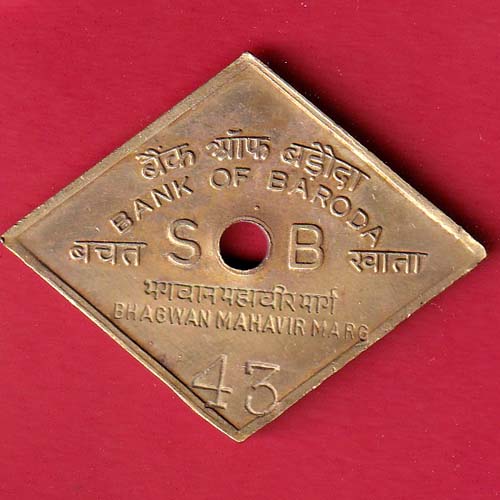 बैंक ऑफ बड़ौदा
BANK OF BARODA
बचत S B खाता
भगवान महावीर मार्ग
BHAGWAN MAHAVIR MARG
43